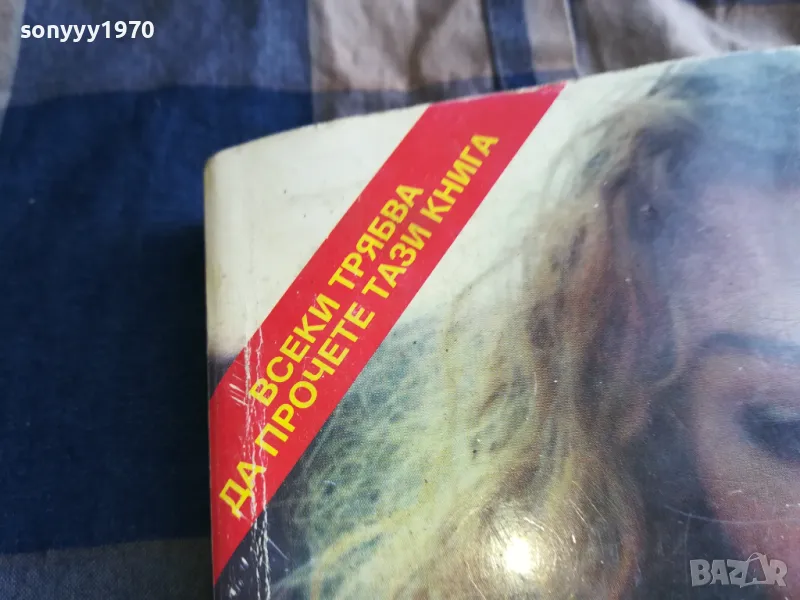 sonyyy1970
ВСЕКИ ТРЯБВА
ДА ПРОЧЕТЕ ТАЗИ КНИГА
BAZAR